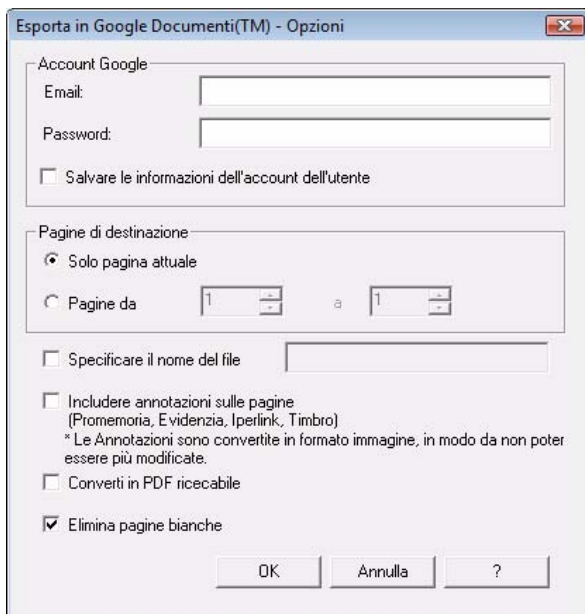 Esporta in Google Documenti(TM) - Opzioni
Account Google
Email:
Password:
Salvare le informazioni dell'account dell'utente
Pagine di destinazione
Solo pagina attuale
Pagine da 1 a 1
Specificare il nome del file
Includere annotazioni sulle pagine
(Promemoria, Evidenzia, Iperlink, Timbro)
* Le Annotazioni sono convertite in formato immagine, in modo da non poter
essere più modificate.
Converti in PDF ricecabile
Elimina pagine bianche
OK Annulla ?